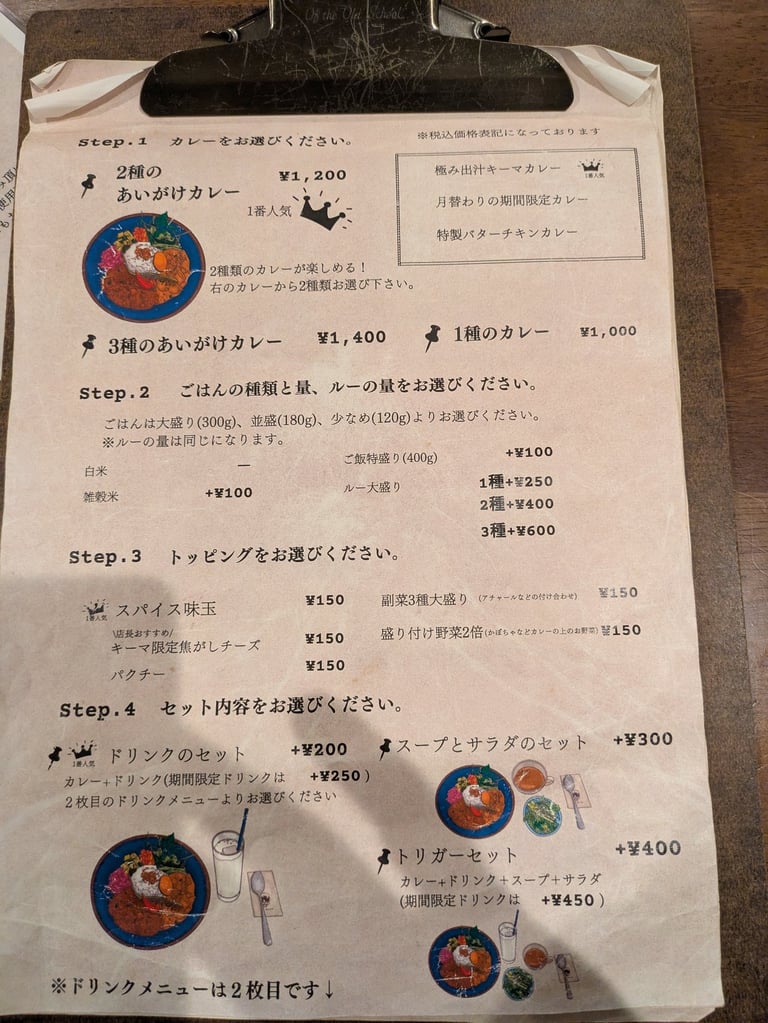 Of the Old School
Step.1 カレーをお選びください。
※税込価格表記になっております
2種の
あいがけカレー
¥1,200
1番人気
極み出汁キーマカレー
1番人気
月替わりの期間限定カレー
特製バターチキンカレー
2種類のカレーが楽しめる！
右のカレーから2種類お選び下さい。
3種のあいがけカレー ¥1,400
1種のカレー ¥1,000
Step.2 ごはんの種類と量、ルーの量をお選びください。
ごはんは大盛り(300g)、並盛(180g)、少なめ(120g)よりお選びください。
※ルーの量は同じになります。
白米 ー
雑穀米 +¥100
ご飯特盛り(400g) +¥100
ルー大盛り 1種+¥250
2種+¥400
3種+¥600
Step.3 トッピングをお選びください。
1番人気
スパイス味玉 ¥150
\店長おすすめ/
キーマ限定焦がしチーズ ¥150
パクチー ¥150
副菜3種大盛り (アチャールなどの付け合わせ) ¥150
盛り付け野菜2倍(かぼちゃなどカレーの上のお野菜) ¥150
Step.4 セット内容をお選びください。
1番人気
ドリンクのセット +¥200
カレー+ドリンク(期間限定ドリンクは +¥250 )
2枚目のドリンクメニューよりお選びください
スープとサラダのセット +¥300
トリガーセット +¥400
カレー+ドリンク＋スープ＋サラダ
(期間限定ドリンクは +¥450 )
※ドリンクメニューは2枚目です↓